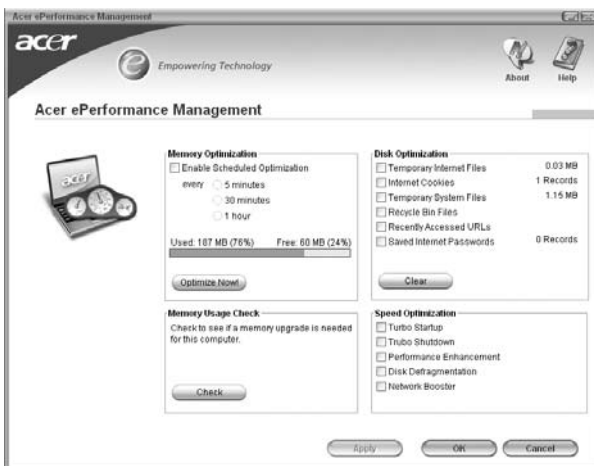 Acer ePerformance Management
acer
Empowering Technology
About
Help
Acer ePerformance Management
Memory Optimization
Enable Scheduled Optimization
every
5 minutes
30 minutes
1 hour
Used: 187 MB (76%) Free: 60 MB (24%)
Optimize Now!
Memory Usage Check
Check to see if a memory upgrade is needed
for this computer.
Check
Disk Optimization
Temporary Internet Files 0.03 MB
Internet Cookies 1 Records
Temporary System Files 1.15 MB
Recycle Bin Files
Recently Accessed URLs
Saved Internet Passwords 0 Records
Clear
Speed Optimization
Turbo Startup
Trubo Shutdown
Performance Enhancement
Disk Defragmentation
Network Booster
Apply
OK
Cancel